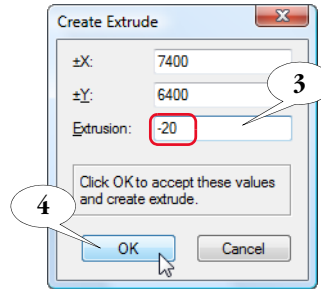 Create Extrude
±X: 7400
±Y: 6400
3
Extrusion: -20
Click OK to accept these values
and create extrude.
4
OK Cancel